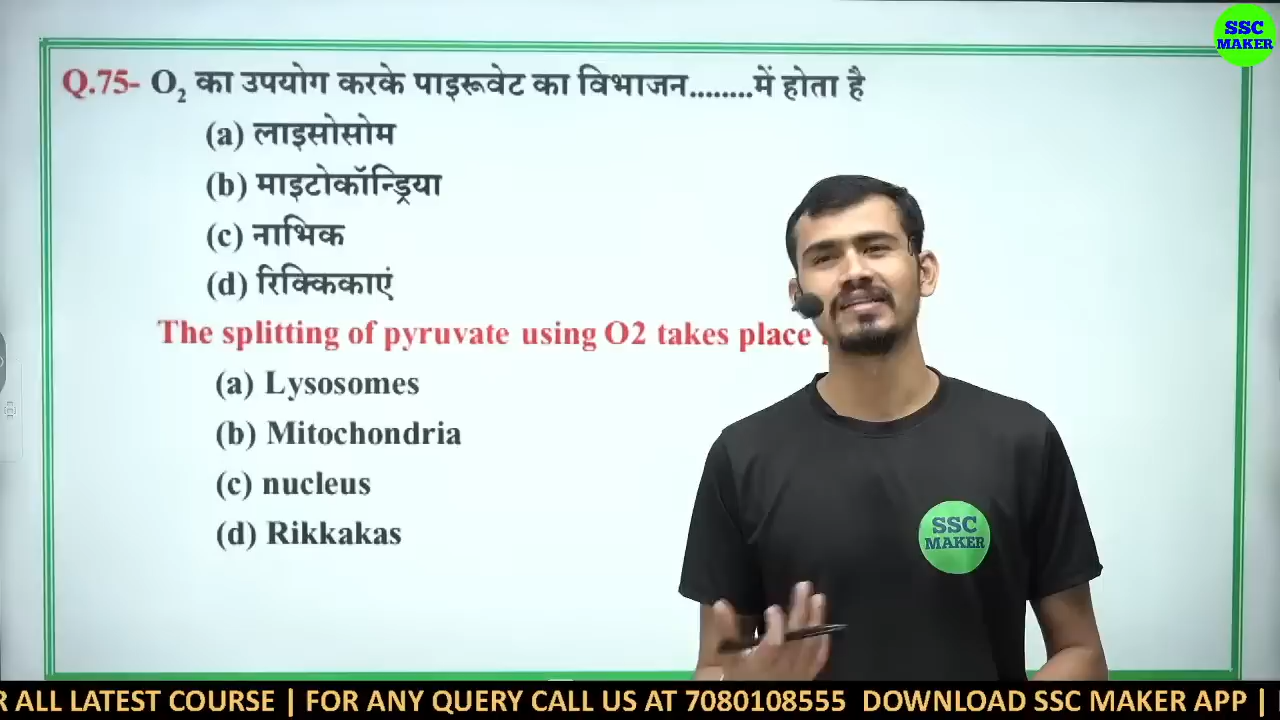 SSC
MAKER
Q.75- O2 का उपयोग करके पाइरूवेट का विभाजन........में होता है
(a) लाइसोसोम
(b) माइटोकॉन्ड्रिया
(c) नाभिक
(d) रिक्किकाएं
The splitting of pyruvate using O2 takes place
(a) Lysosomes
(b) Mitochondria
(c) nucleus
(d) Rikkakas
SSC
MAKER
R ALL LATEST COURSE | FOR ANY QUERY CALL US AT 7080108555 DOWNLOAD SSC MAKER APP |